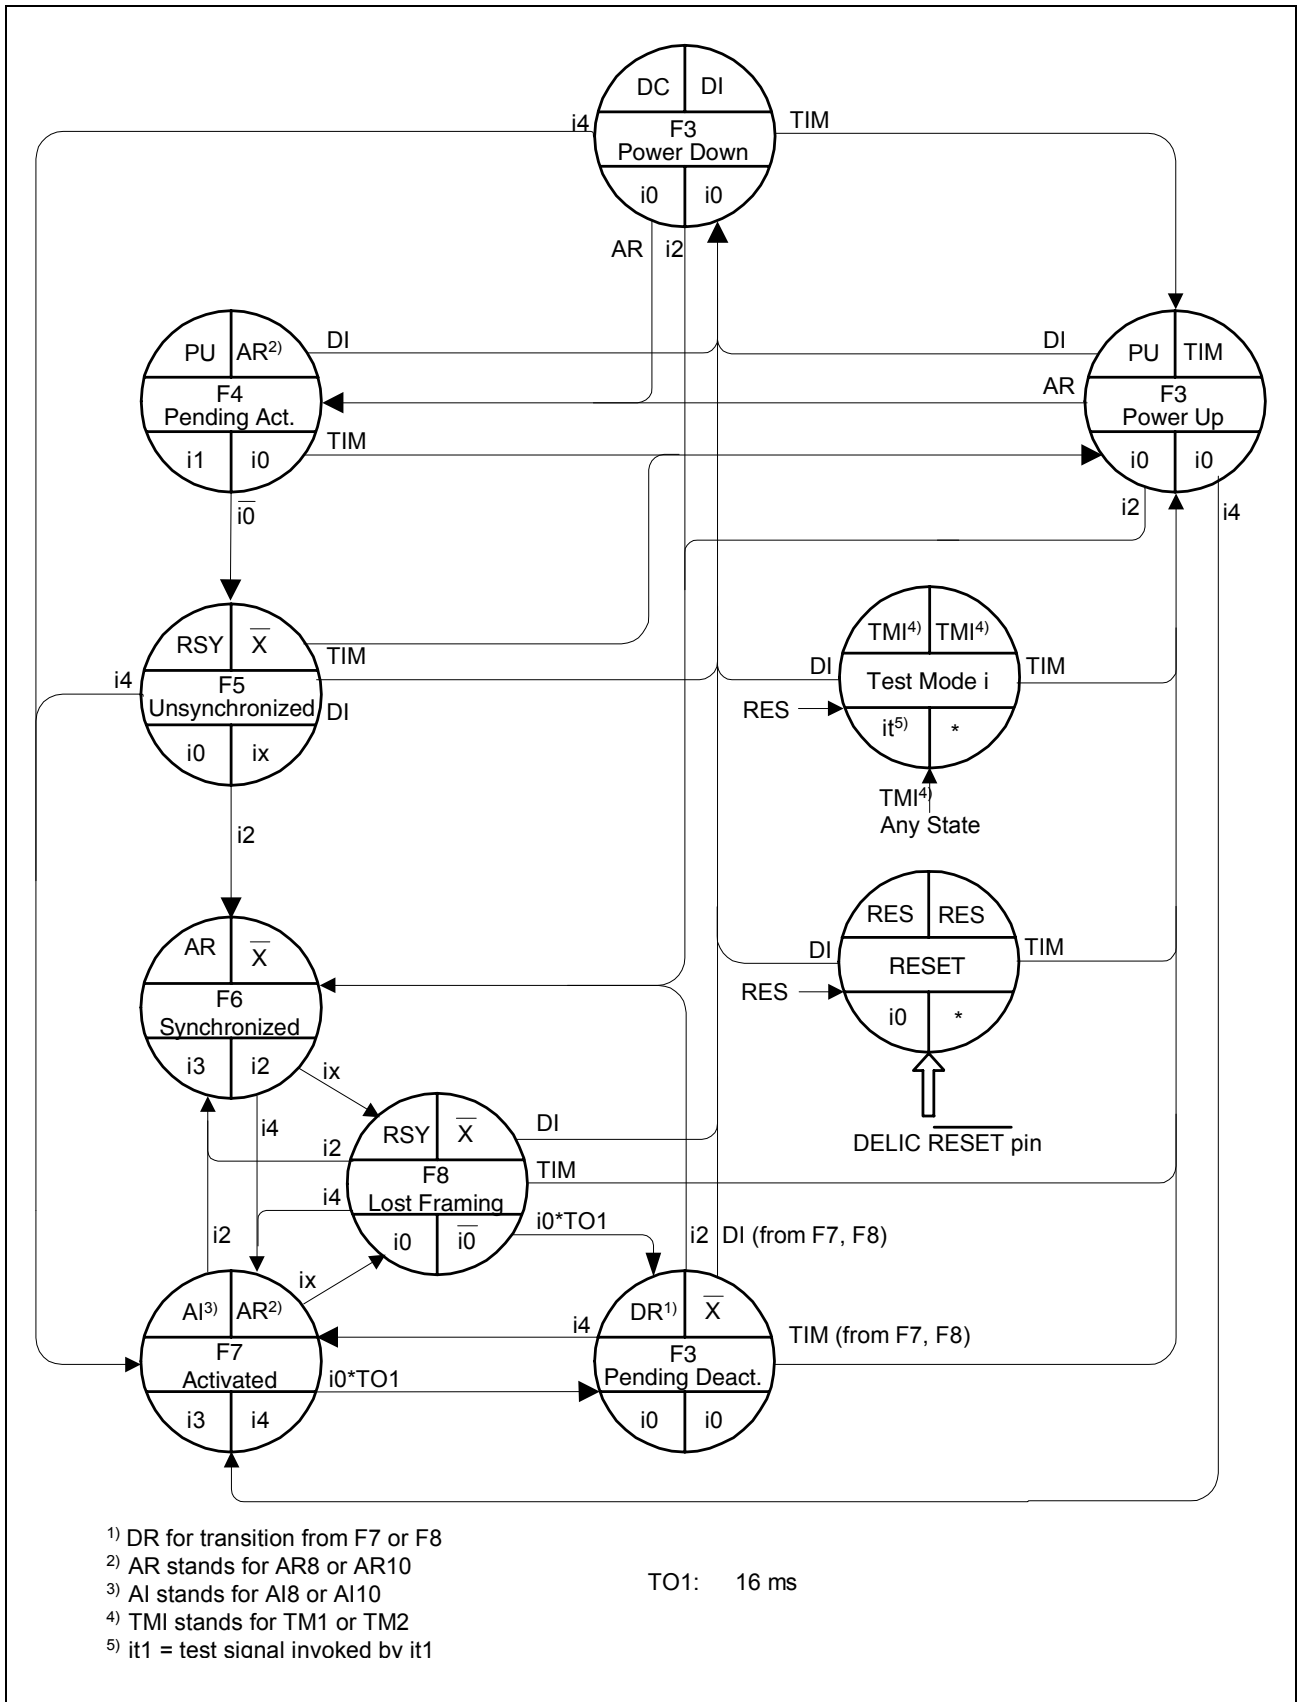 DC DI
i4 TIM
F3
Power Down
i0 i0
AR i2
PU AR2)
DI
F4
Pending Act.
TIM
i1 i0
i0
DI
AR
PU TIM
F3
Power Up
i0 i0
i2 i4
RSY X
TIM
i4
F5
Unsynchronized
DI
i0 ix
i2
TMI4) TMI4)
DI TIM
Test Mode i
RES
it5) *
TMI4)
Any State
RES RES
DI TIM
RESET
RES
i0 *
DELIC RESET pin
AR X
F6
Synchronized
i3 i2
ix
i4
i2
RSY X
DI
i2
TIM
F8
Lost Framing
i4
i0 i0
i0*TO1
i2
ix
i2 DI (from F7, F8)
AI3) AR2)
F7
Activated
i3 i4
i4
i0*TO1
DR1) X
TIM (from F7, F8)
F3
Pending Deact.
i0 i0
1) DR for transition from F7 or F8
2) AR stands for AR8 or AR10
3) AI stands for AI8 or AI10
4) TMI stands for TM1 or TM2
5) it1 = test signal invoked by it1
TO1: 16 ms